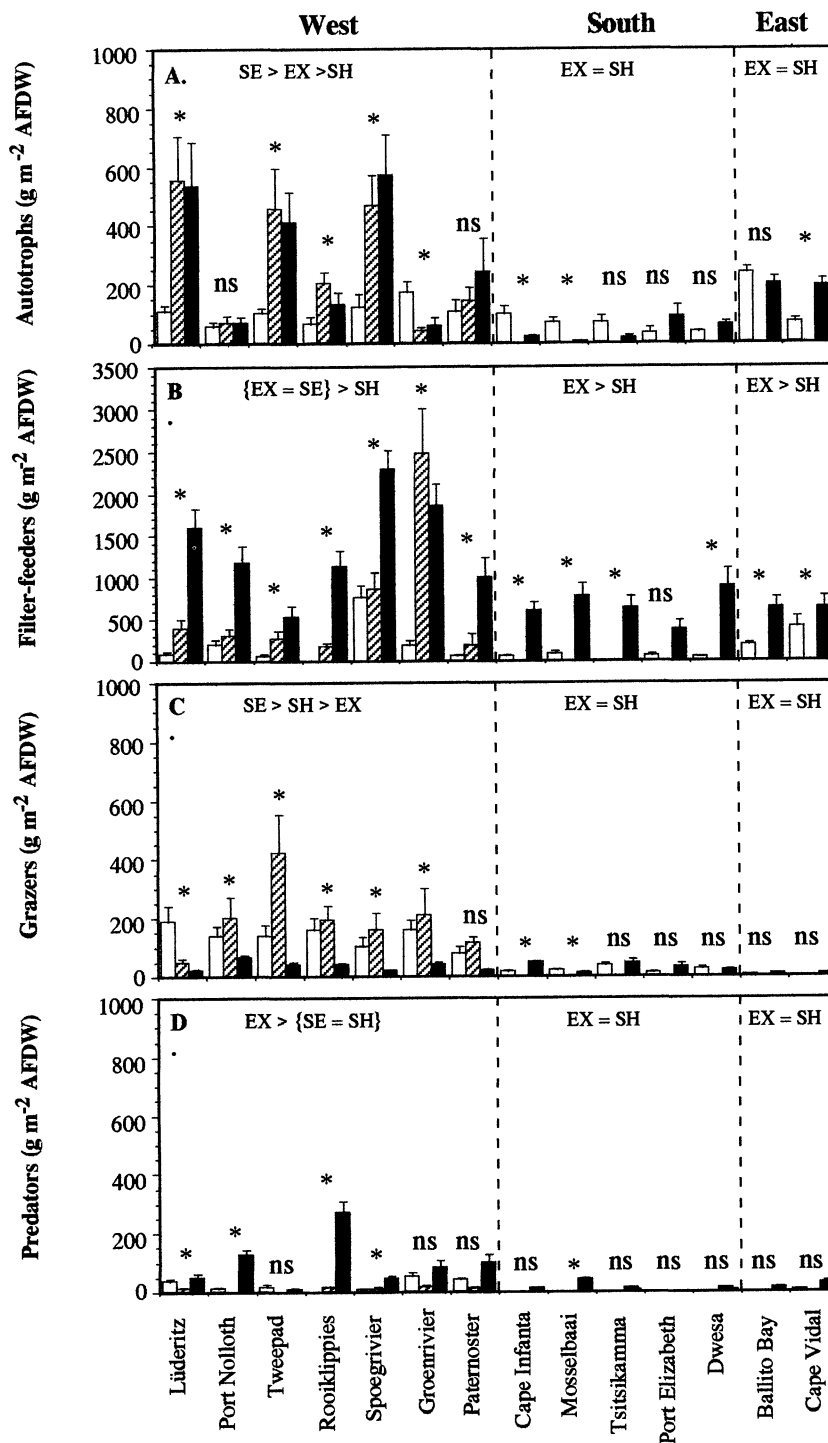 West South East
1000
800
600
400
200
0
Autotrophs (g m-2 AFDW)
A.
SE > EX >SH
EX = SH
EX = SH
* ns * * * * ns * * ns ns ns ns *
3500
3000
2500
2000
1500
1000
500
0
Filter-feeders (g m-2 AFDW)
B
{EX = SE} > SH
EX > SH
EX > SH
* * * * * * * * * * ns * * *
1000
800
600
400
200
0
Grazers (g m-2 AFDW)
C
SE > SH > EX
EX = SH
EX = SH
* * * * * * ns * * ns ns ns ns ns
1000
800
600
400
200
0
Predators (g m-2 AFDW)
D
EX > {SE = SH}
EX = SH
EX = SH
* * ns * * ns ns ns * ns ns ns ns ns
Lüderitz
Port Nolloth
Tweepad
Rooiklippies
Spoegrivier
Groenrivier
Paternoster
Cape Infanta
Mosselbaai
Tsitsikamma
Port Elizabeth
Dwesa
Ballito Bay
Cape Vidal